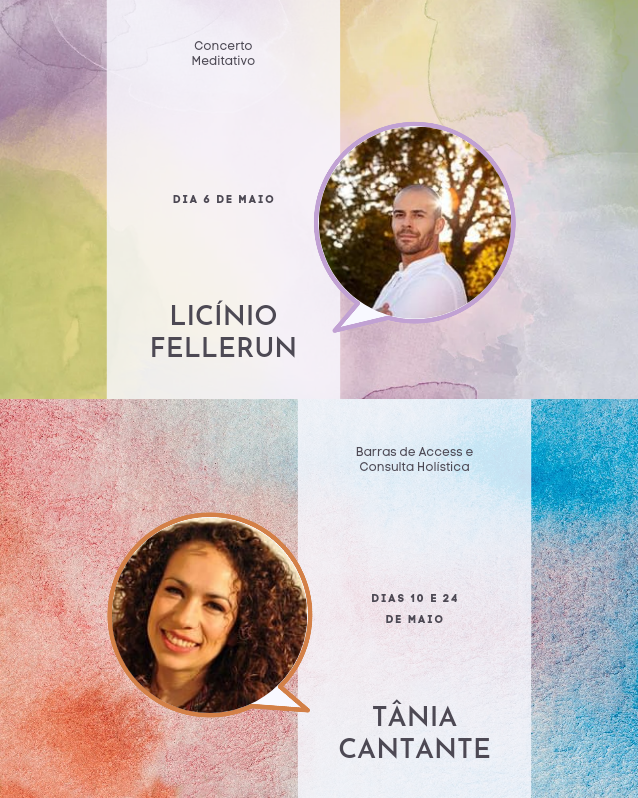 Concerto
Meditativo
DIA 6 DE MAIO
LICÍNIO
FELLERUN
Barras de Access e
Consulta Holística
DIAS 10 E 24
DE MAIO
TÂNIA
CANTANTE